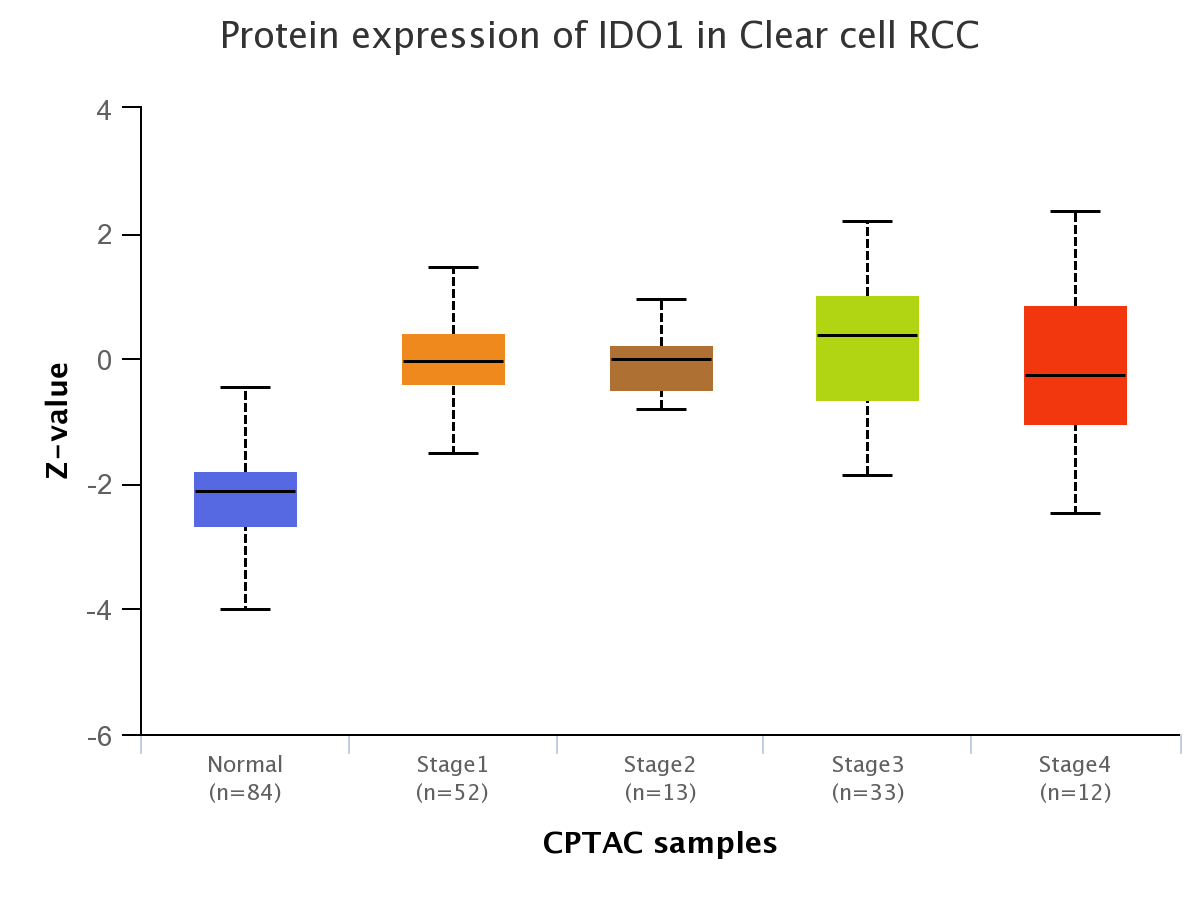 Protein expression of IDO1 in Clear cell RCC
4
2
0
-2
-4
-6
Z-value
Normal
(n=84)
Stage1
(n=52)
Stage2
(n=13)
Stage3
(n=33)
Stage4
(n=12)
CPTAC samples